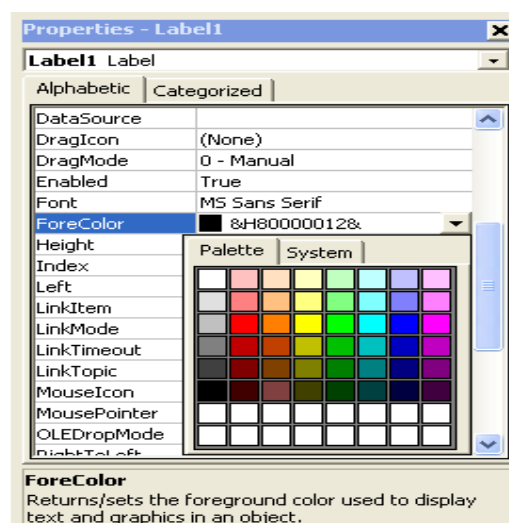 Properties - Label1
Label1 Label
Alphabetic Categorized
DataSource
DragIcon (None)
DragMode 0 - Manual
Enabled True
Font MS Sans Serif
ForeColor &H80000012&
Height
Palette System
Index
Left
LinkItem
LinkMode
LinkTimeout
LinkTopic
MouseIcon
MousePointer
OLEDropMode
RightToLeft
ForeColor
Returns/sets the foreground color used to display
text and graphics in an object.